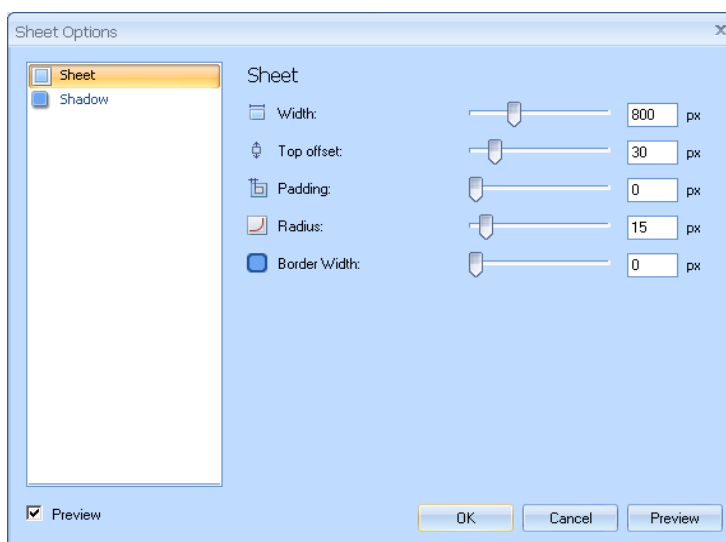 Sheet Options
Sheet
Shadow
Sheet
Width: 800 px
Top offset: 30 px
Padding: 0 px
Radius: 15 px
Border Width: 0 px
Preview
OK Cancel Preview